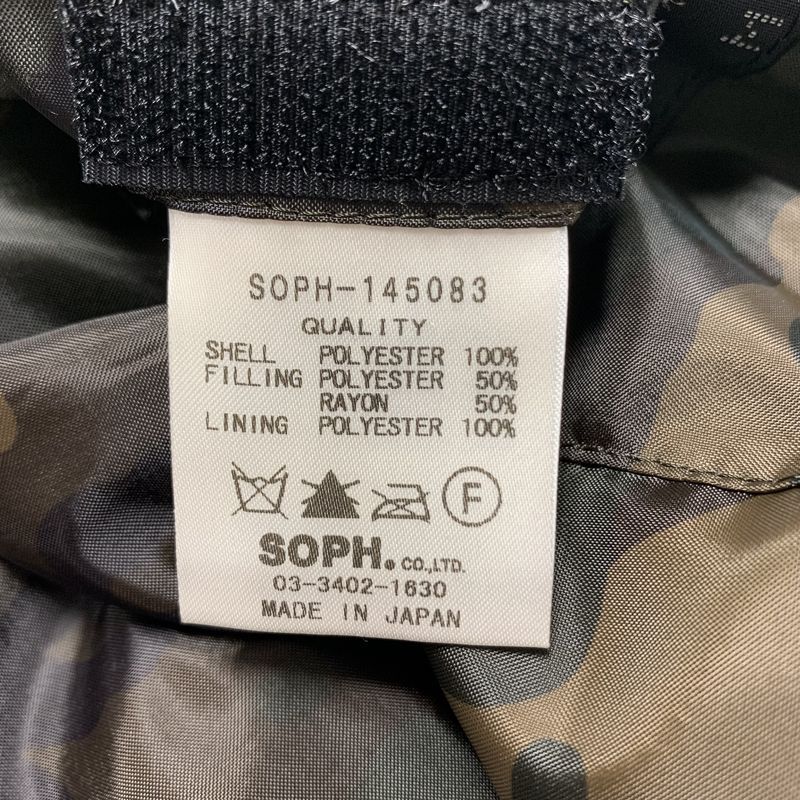 SOPH-145083
QUALITY
SHELL POLYESTER 100%
FILLING POLYESTER 50%
RAYON 50%
LINING POLYESTER 100%
F
SOPH. CO.,LTD.
03-3402-1630
MADE IN JAPAN